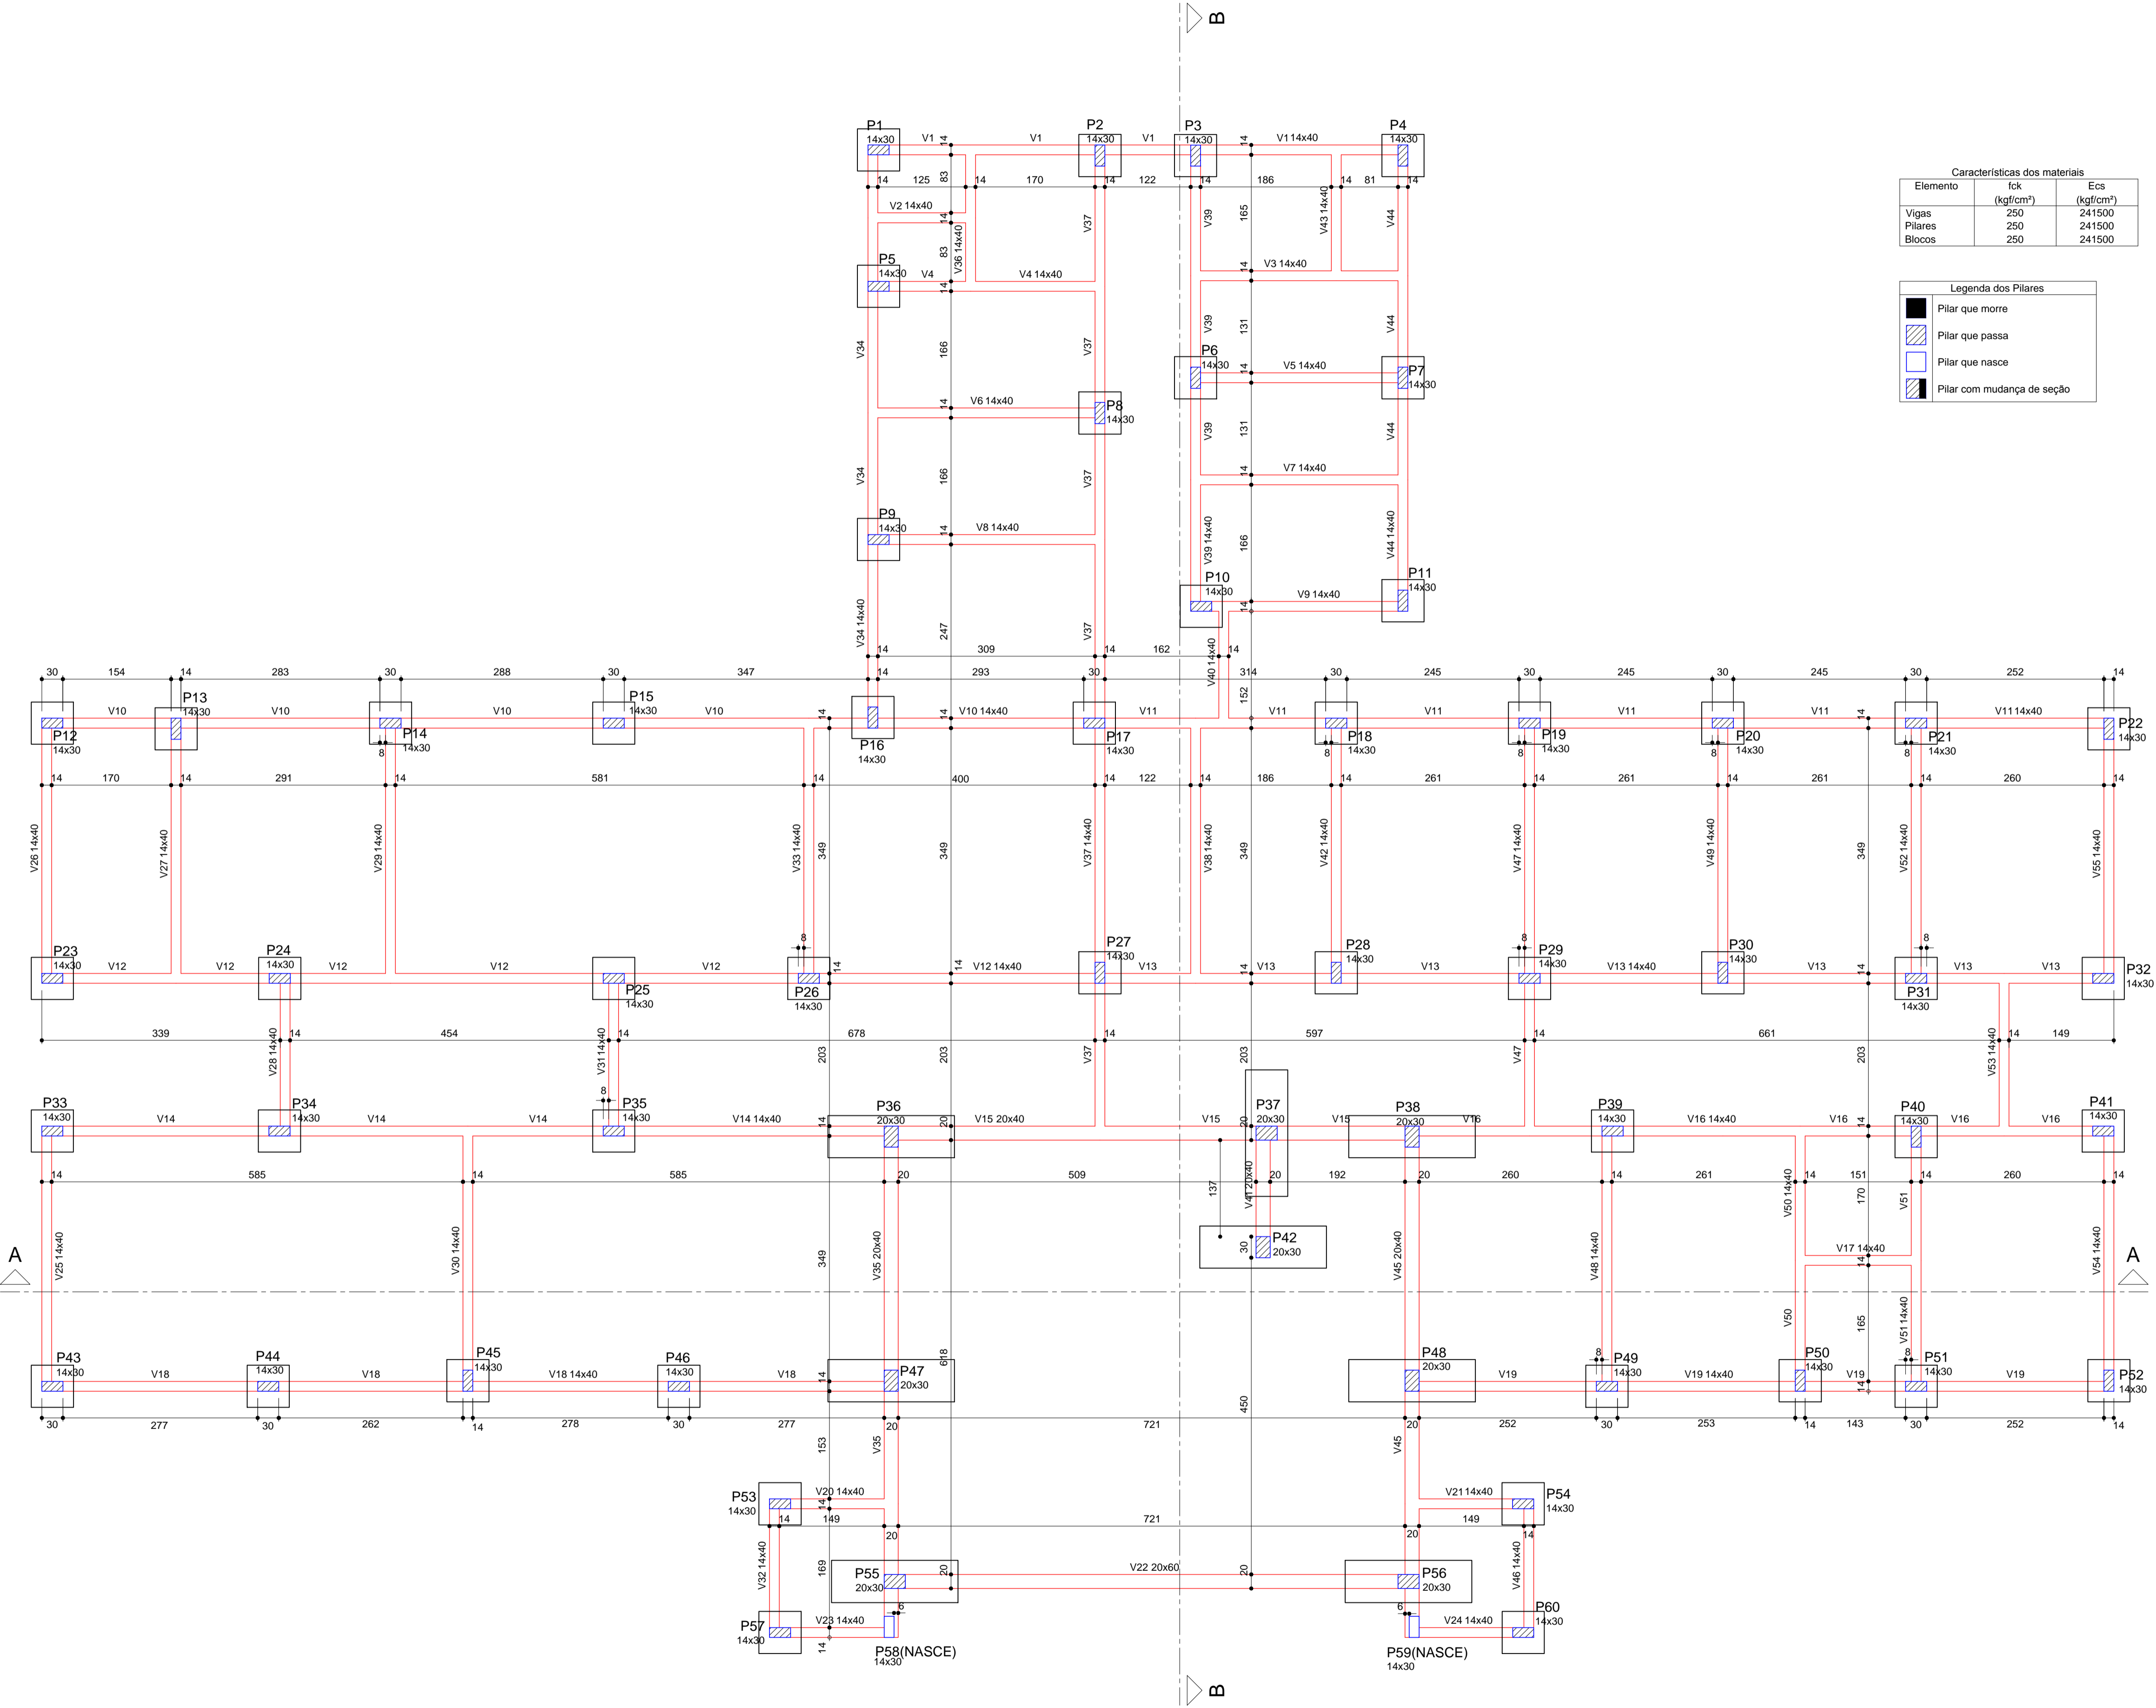 B
P1
14x30
V1
14
V1
P2
14x30
V1
P3
14x30
14
V1 14x40
P4
14x30
83
14
125
14
170
14
122
14
186
14
81
14
V2 14x40
14
V37
V39
165
V43 14x40
V44
83
V36 14x40
P5
14x30
V4
V4 14x40
14
14
V3 14x40
V34
166
V37
V39
131
V44
P6
14x30
14
V5 14x40
P7
14x30
14
V6 14x40
P8
14x30
V34
166
V37
V39
131
V44
14
V7 14x40
P9
14x30
14
V8 14x40
V39 14x40
166
V44 14x40
P10
14x30
14
V9 14x40
P11
14x30
V34 14x40
247
V37
V40 14x40
152
14
309
14
162
14
30
154
14
283
30
288
30
347
14
293
30
314
30
245
30
245
30
245
30
252
14
P12
14x30
V10
P13
14x30
V10
P14
14x30
8
V10
P15
14x30
V10
14
P16
14x30
14
V10 14x40
P17
14x30
V11
V11
P18
14x30
8
V11
P19
14x30
8
V11
P20
14x30
8
V11
14
P21
14x30
8
V11 14x40
P22
14x30
14
170
14
291
14
581
14
400
14
122
14
186
14
261
14
261
14
261
14
260
14
V26 14x40
V27 14x40
V29 14x40
V33 14x40
349
349
V37 14x40
V38 14x40
349
V42 14x40
V47 14x40
V49 14x40
349
V52 14x40
V55 14x40
P23
14x30
V12
V12
P24
14x30
V12
V12
P25
14x30
V12
8
P26
14x30
14
14
V12 14x40
P27
14x30
V13
14
V13
P28
14x30
V13
8
P29
14x30
V13 14x40
P30
14x30
V13
14
8
P31
14x30
V13
V13
P32
14x30
339
14
454
14
678
14
597
14
661
14
149
V28 14x40
V31 14x40
203
203
V37
203
V47
203
V53 14x40
P33
14x30
V14
P34
14x30
V14
V14
8
P35
14x30
V14 14x40
14
P36
20x30
20
V15 20x40
V15
20
P37
20x30
V15
P38
20x30
V16
P39
14x30
V16 14x40
V16
14
P40
14x30
V16
V16
P41
14x30
14
585
14
585
20
509
20
192
20
260
14
261
14
151
14
260
14
V25 14x40
V30 14x40
349
V35 20x40
137
V41 20x40
V45 20x40
V48 14x40
V50 14x40
170
V51
V54 14x40
P42
20x30
30
V17 14x40
14
A
A
V50
165
V51 14x40
P43
14x30
V18
P44
14x30
V18
P45
14x30
V18 14x40
P46
14x30
V18
14
P47
20x30
618
450
P48
20x30
V19
8
P49
14x30
V19 14x40
P50
14x30
V19
14
8
P51
14x30
V19
P52
14x30
30
277
30
262
14
278
30
277
20
721
20
252
30
253
14
143
30
252
14
153
V35
V45
P53
14x30
V20 14x40
14
V21 14x40
P54
14x30
14
149
20
721
20
149
14
V32 14x40
169
P55
20x30
20
V22 20x60
20
P56
20x30
V46 14x40
P57
14x30
V23 14x40
14
6
P58(NASCE)
14x30
6
P59(NASCE)
14x30
V24 14x40
P60
14x30
B
Características dos materiais
Elemento fck Ecs
(kgf/cm²) (kgf/cm²)
Vigas 250 241500
Pilares 250 241500
Blocos 250 241500
Legenda dos Pilares
Pilar que morre
Pilar que passa
Pilar que nasce
Pilar com mudança de seção